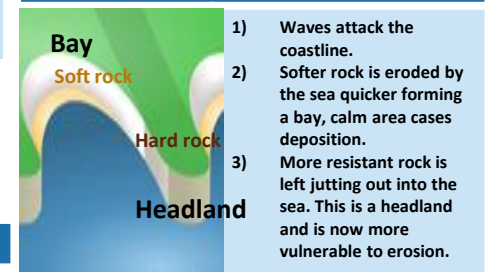 Bay
Soft rock
Hard rock
Headland
1) Waves attack the
coastline.
2) Softer rock is eroded by
the sea quicker forming
a bay, calm area cases
deposition.
3) More resistant rock is
left jutting out into the
sea. This is a headland
and is now more
vulnerable to erosion.